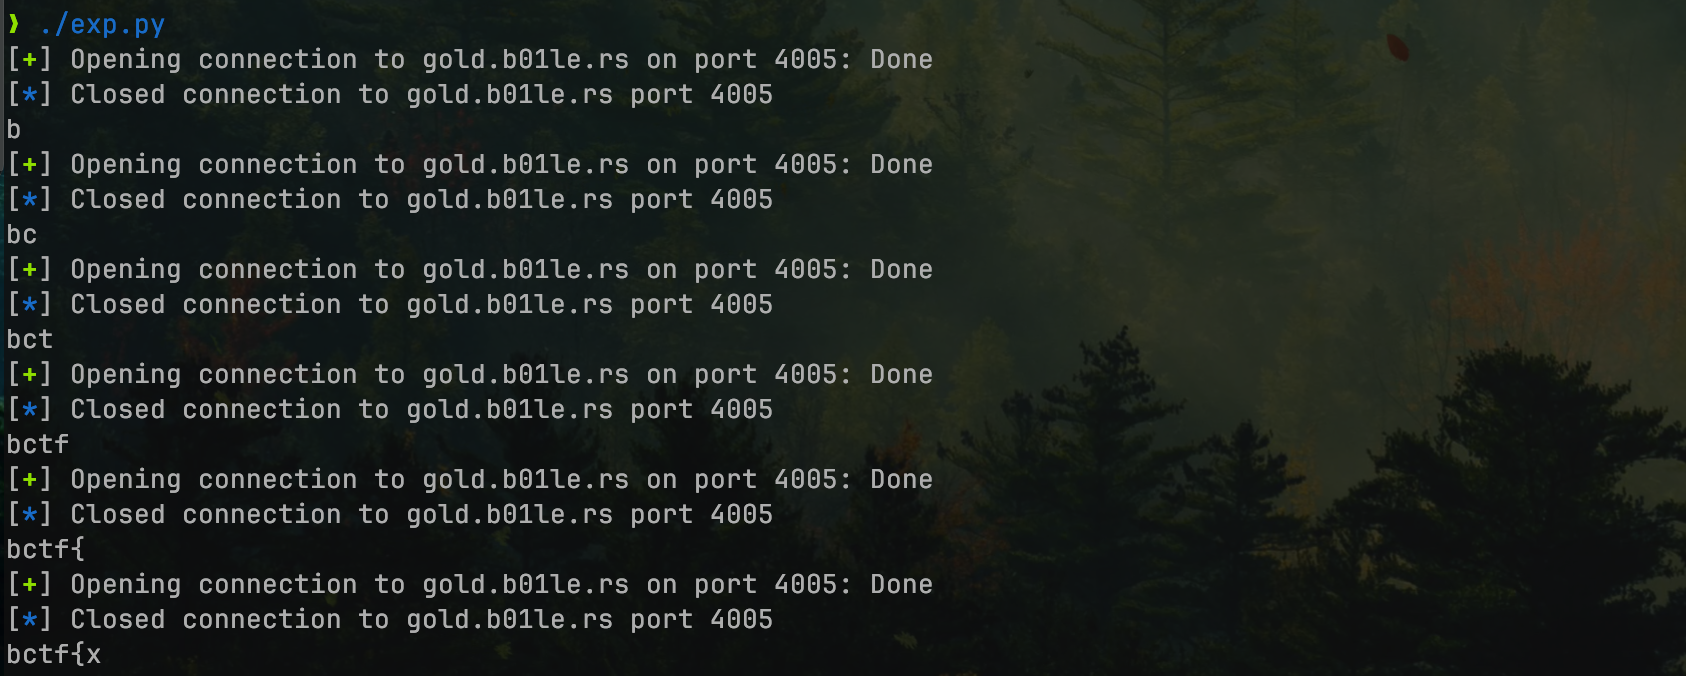 ❫ ./exp.py
[+] Opening connection to gold.b01le.rs on port 4005: Done
[*] Closed connection to gold.b01le.rs port 4005
b
[+] Opening connection to gold.b01le.rs on port 4005: Done
[*] Closed connection to gold.b01le.rs port 4005
bc
[+] Opening connection to gold.b01le.rs on port 4005: Done
[*] Closed connection to gold.b01le.rs port 4005
bct
[+] Opening connection to gold.b01le.rs on port 4005: Done
[*] Closed connection to gold.b01le.rs port 4005
bctf
[+] Opening connection to gold.b01le.rs on port 4005: Done
[*] Closed connection to gold.b01le.rs port 4005
bctf{
[+] Opening connection to gold.b01le.rs on port 4005: Done
[*] Closed connection to gold.b01le.rs port 4005
bctf{x